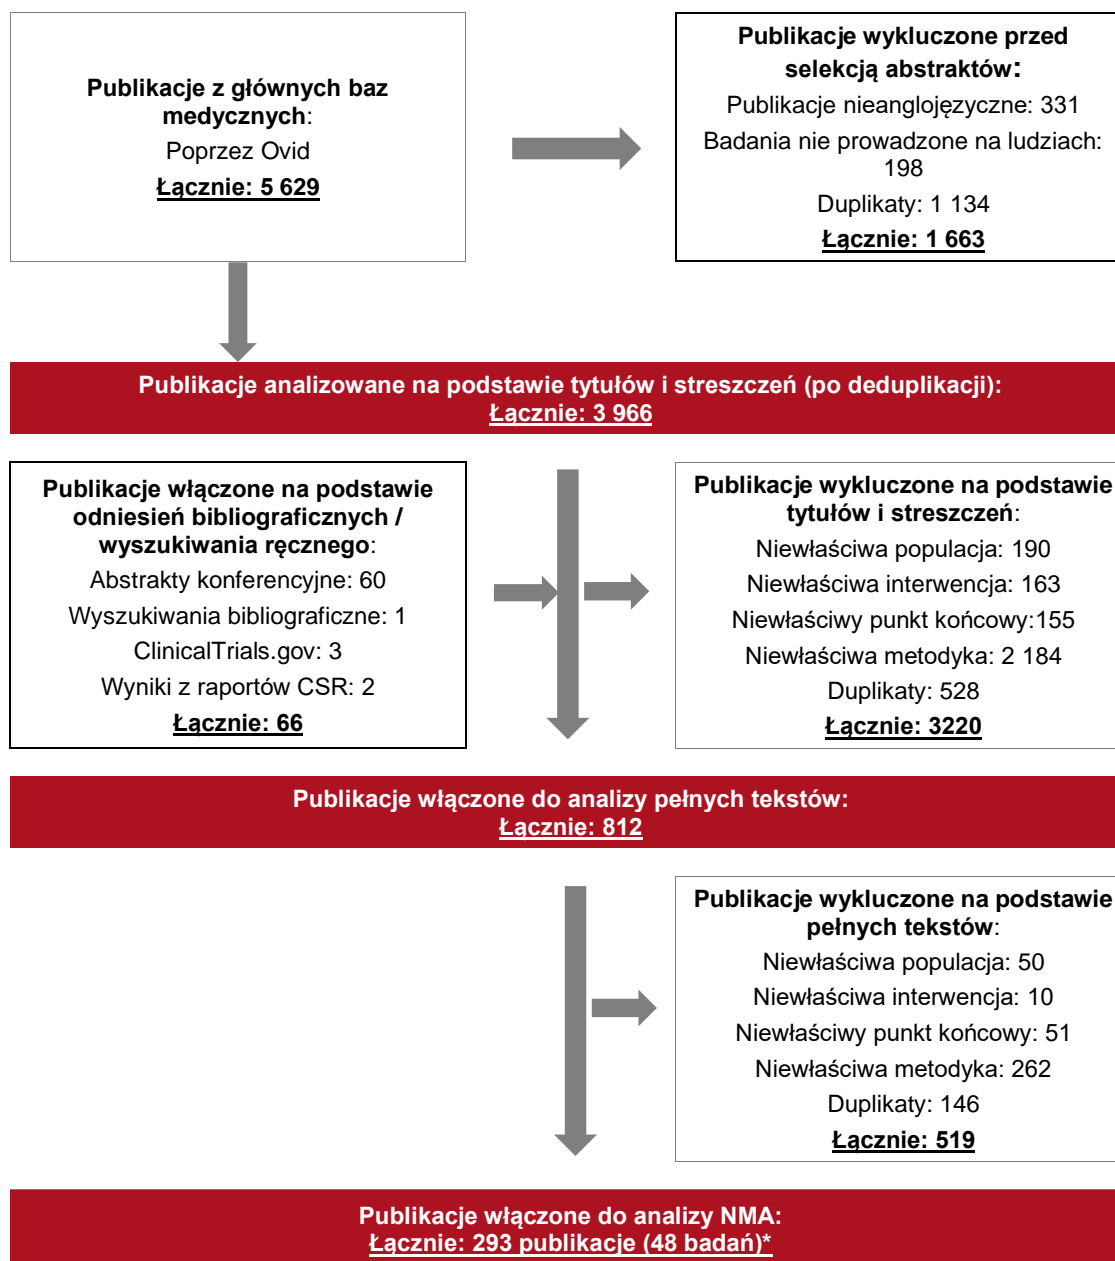 Publikacje z głównych baz
medycznych:
Poprzez Ovid
Łącznie: 5 629
Publikacje wykluczone przed
selekcją abstraktów:
Publikacje nieanglojęzyczne: 331
Badania nie prowadzone na ludziach:
198
Duplikaty: 1 134
Łącznie: 1 663
Publikacje analizowane na podstawie tytułów i streszczeń (po deduplikacji):
Łącznie: 3 966
Publikacje włączone na podstawie
odniesień bibliograficznych /
wyszukiwania ręcznego:
Abstrakty konferencyjne: 60
Wyszukiwania bibliograficzne: 1
ClinicalTrials.gov: 3
Wyniki z raportów CSR: 2
Łącznie: 66
Publikacje wykluczone na podstawie
tytułów i streszczeń:
Niewłaściwa populacja: 190
Niewłaściwa interwencja: 163
Niewłaściwy punkt końcowy:155
Niewłaściwa metodyka: 2 184
Duplikaty: 528
Łącznie: 3220
Publikacje włączone do analizy pełnych tekstów:
Łącznie: 812
Publikacje wykluczone na podstawie
pełnych tekstów:
Niewłaściwa populacja: 50
Niewłaściwa interwencja: 10
Niewłaściwy punkt końcowy: 51
Niewłaściwa metodyka: 262
Duplikaty: 146
Łącznie: 519
Publikacje włączone do analizy NMA:
Łącznie: 293 publikacje (48 badań)*